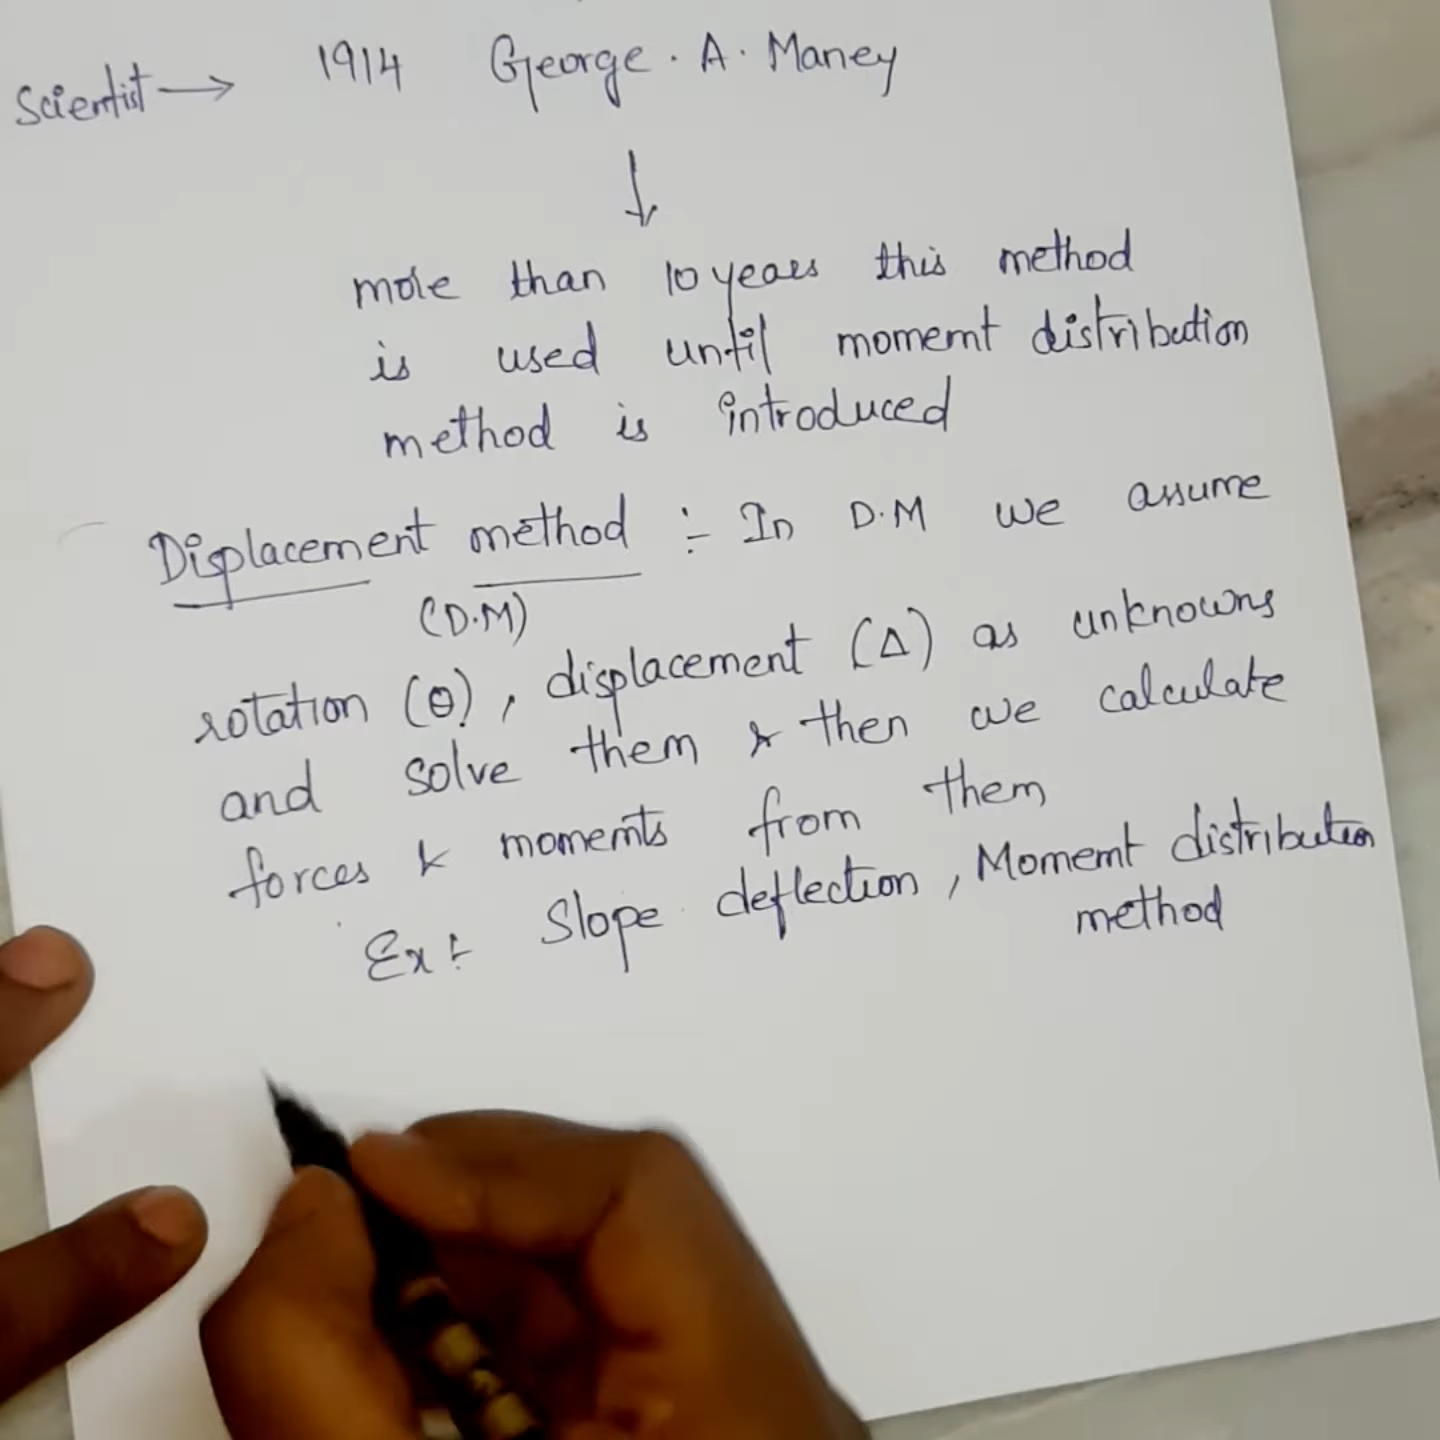 Scientist → 1914 George. A. Maney
↓
more than 10 years this method
is used until moment distribution
method is introduced
Displacement method :- In D.M we assume
(D.M)
rotation (θ), displacement (Δ) as unknowns
and solve them & then we calculate
forces & moments from them
Ex:- Slope deflection, Moment distribution
method